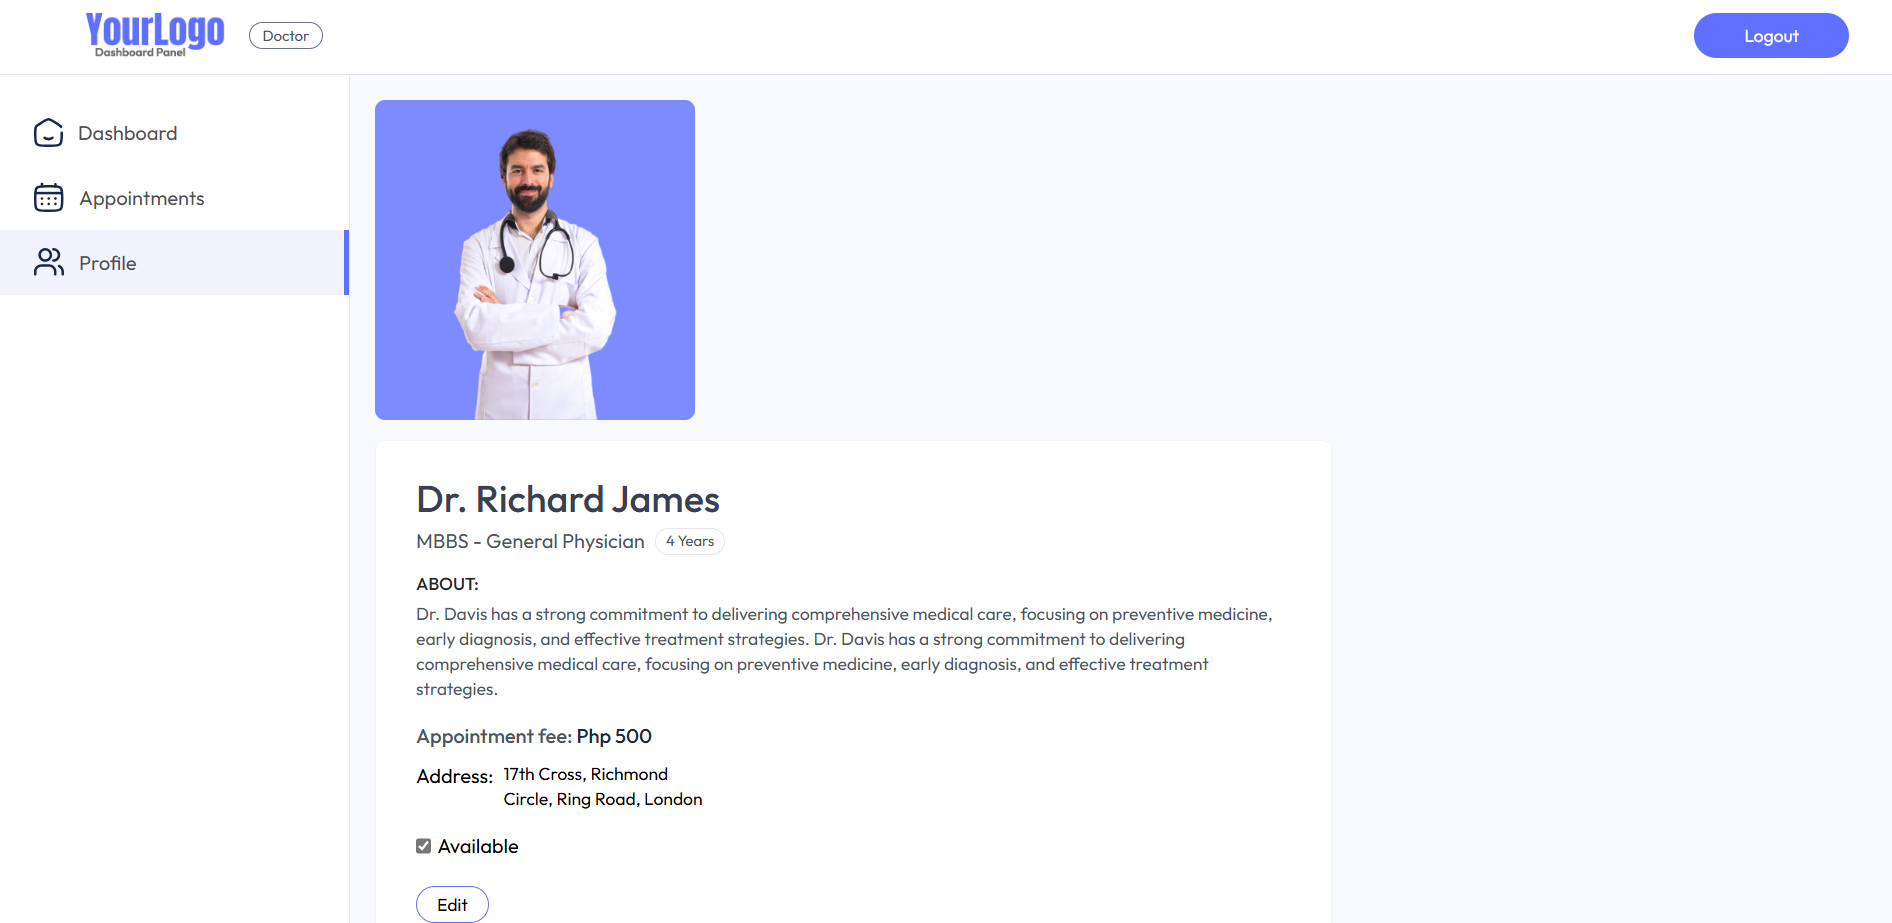 YourLogo
Dashboard Panel
Doctor
Logout
Dashboard
Appointments
Profile
Dr. Richard James
MBBS - General Physician 4 Years
ABOUT:
Dr. Davis has a strong commitment to delivering comprehensive medical care, focusing on preventive medicine,
early diagnosis, and effective treatment strategies. Dr. Davis has a strong commitment to delivering
comprehensive medical care, focusing on preventive medicine, early diagnosis, and effective treatment
strategies.
Appointment fee: Php 500
Address: 17th Cross, Richmond
Circle, Ring Road, London
Available
Edit